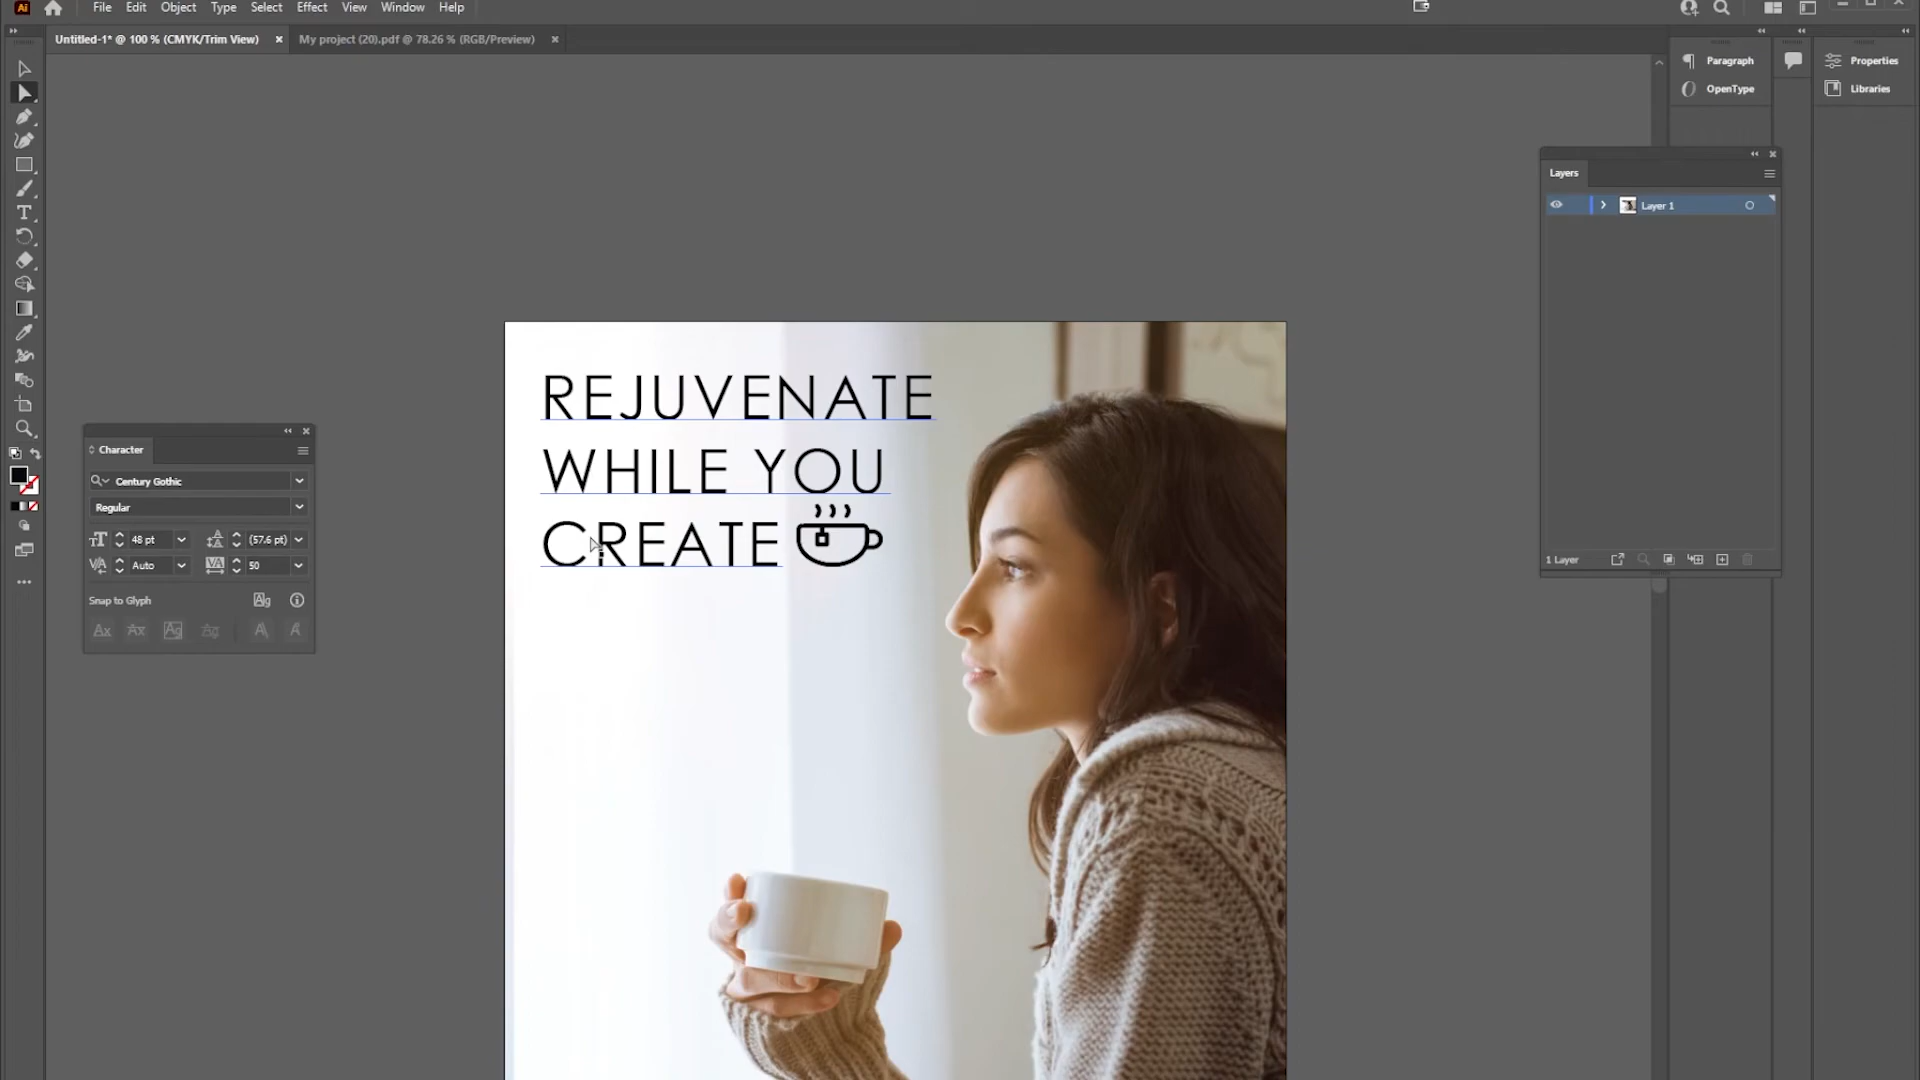 Ai File Edit Object Type Select Effect View Window Help
Untitled-1* @ 100 % (CMYK/Trim View) × My project (20).pdf @ 78.26 % (RGB/Preview) ×
Paragraph
OpenType
Properties
Libraries
Layers
Layer 1
1 Layer
Character
Century Gothic
Regular
48 pt (57.6 pt)
Auto 50
Snap to Glyph
REJUVENATE
WHILE YOU
CREATE